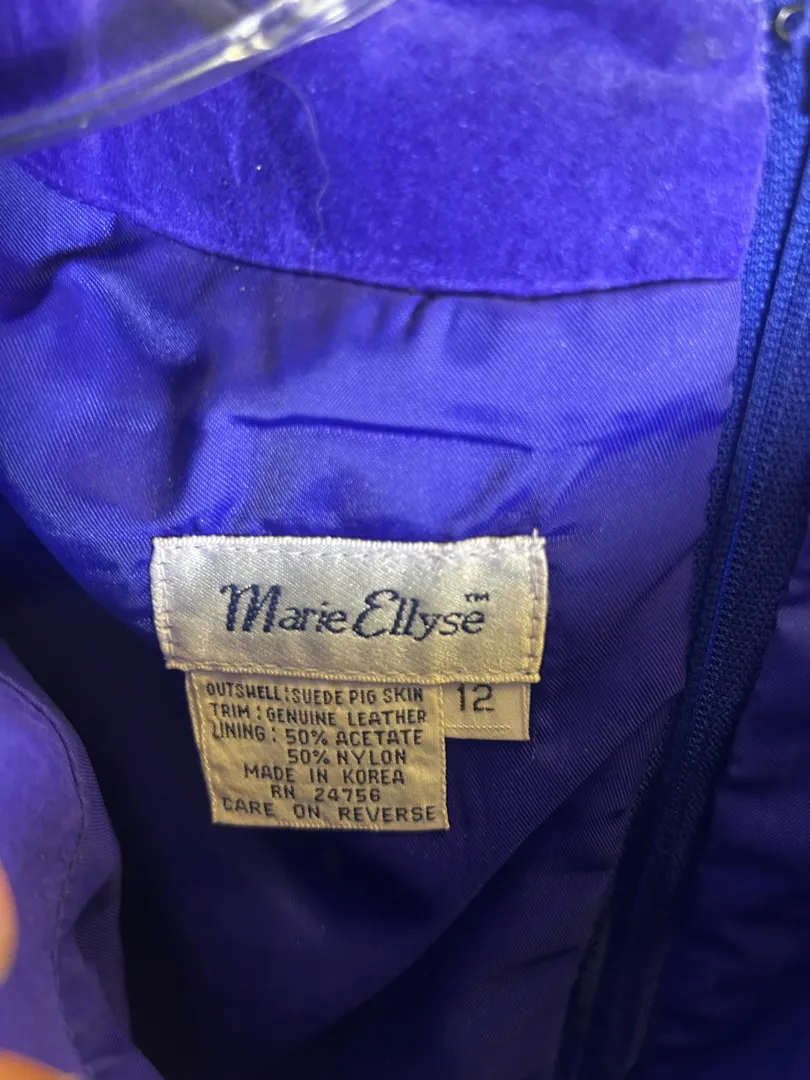 Marie Ellyse™
OUTSHELL:SUEDE PIG SKIN
TRIM : GENUINE LEATHER
LINING : 50% ACETATE
50% NYLON
MADE IN KOREA
RN 24756
CARE ON REVERSE
12